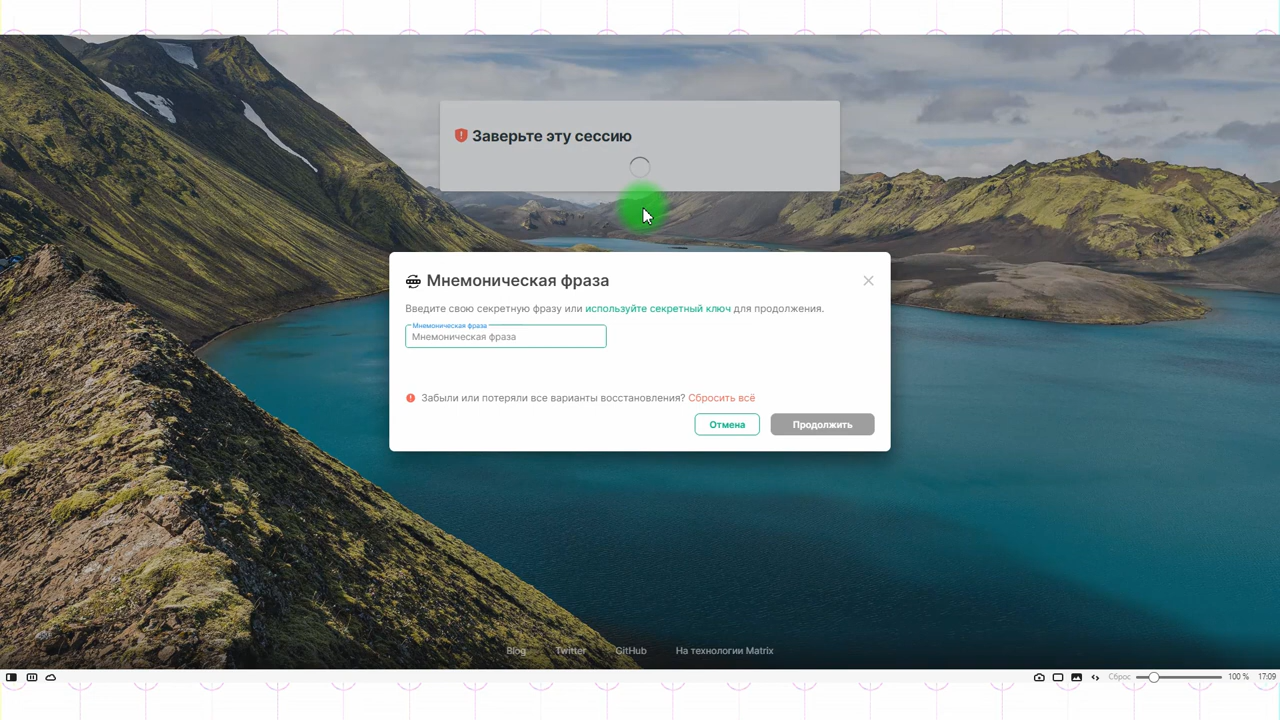 Заверьте эту сессию
Мнемоническая фраза
Введите свою секретную фразу или используйте секретный ключ для продолжения.
Мнемоническая фраза
Мнемоническая фраза
Забыли или потеряли все варианты восстановления? Сбросить всё
Отмена Продолжить
Blog Twitter GitHub На технологии Matrix
Сброс 100 % 17:09